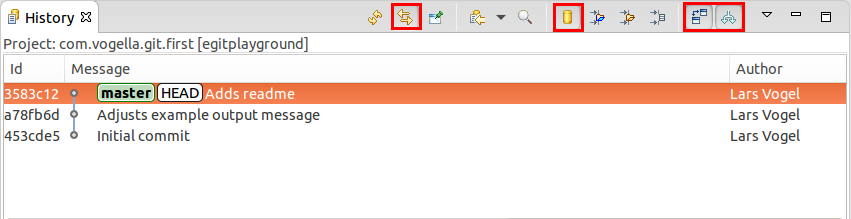 History
Project: com.vogella.git.first [egitplayground]
Id Message Author
3583c12 master HEAD Adds readme Lars Vogel
a78fb6d Adjusts example output message Lars Vogel
453cde5 Initial commit Lars Vogel